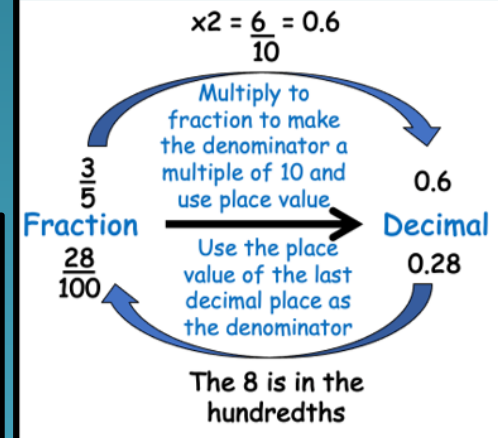 x2 = 6/10 = 0.6
Multiply to
fraction to make
the denominator a
multiple of 10 and
use place value
3/5
0.6
Fraction
Decimal
Use the place
value of the last
decimal place as
the denominator
28/100
0.28
The 8 is in the
hundredths